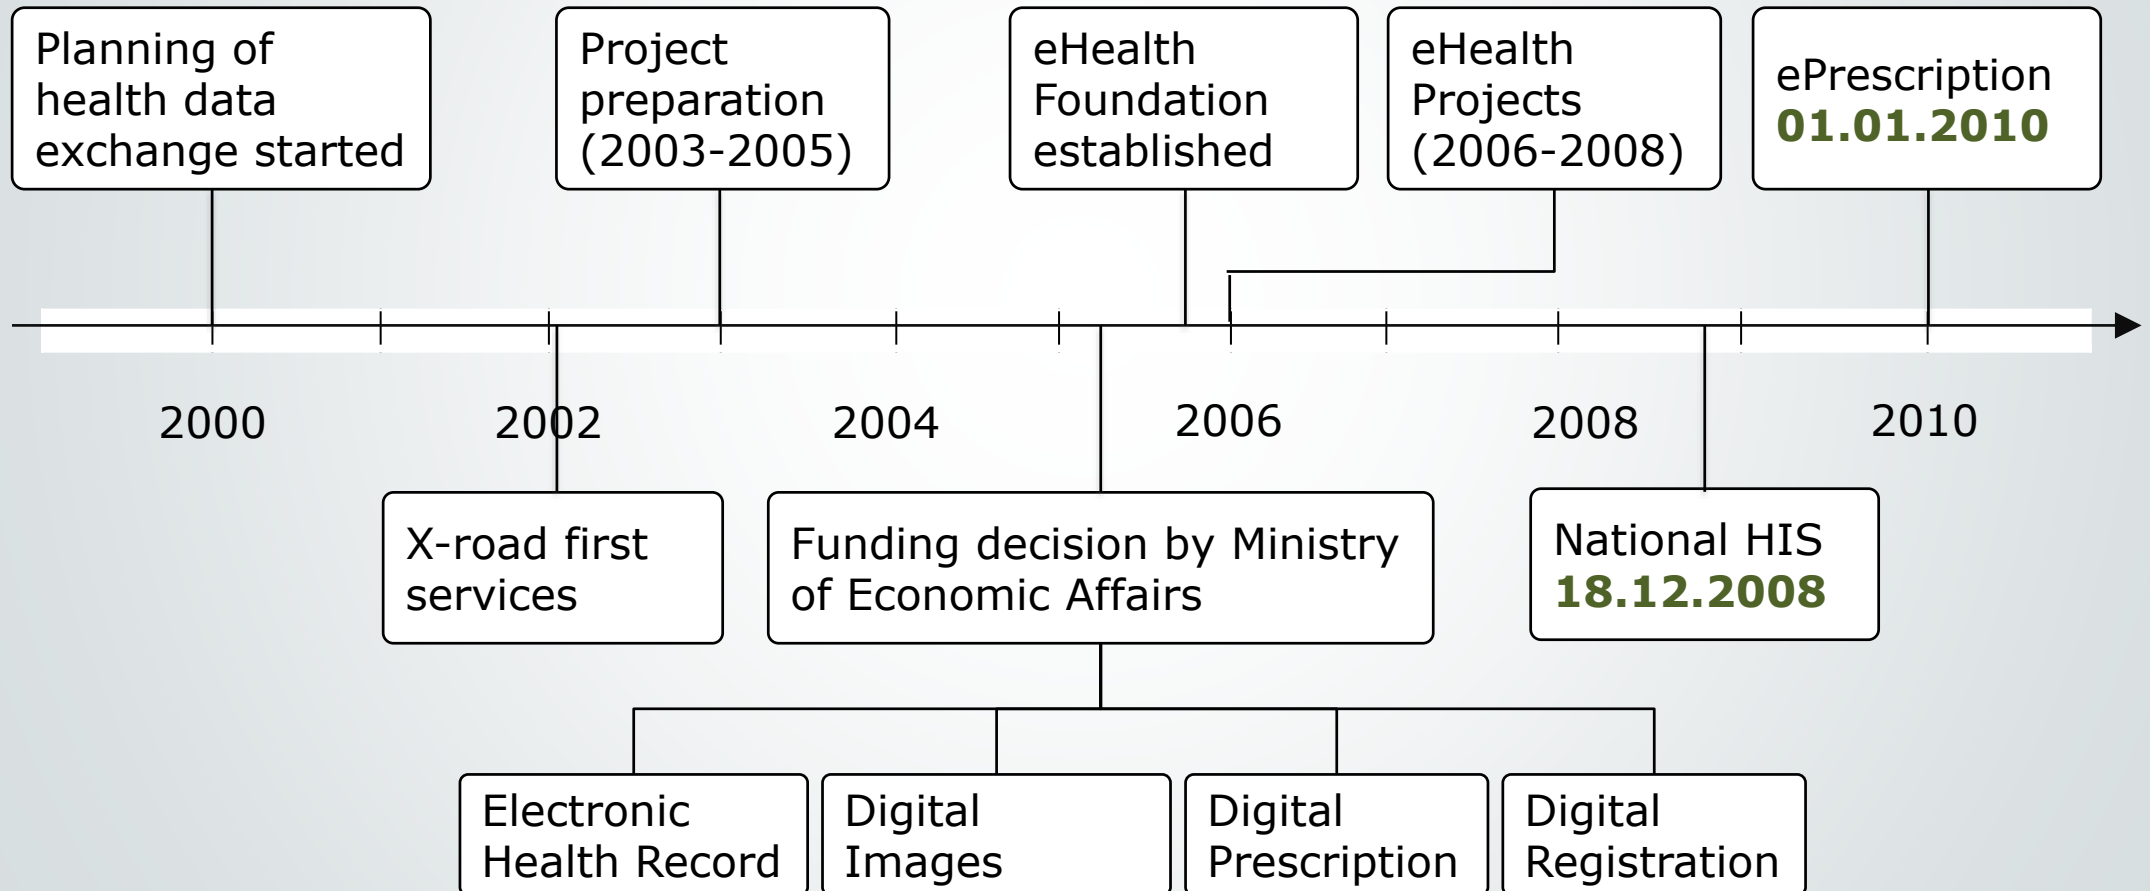 Planning of
health data
exchange started
Project
preparation
(2003-2005)
eHealth
Foundation
established
eHealth
Projects
(2006-2008)
ePrescription
01.01.2010
2000
2002
2004
2006
2008
2010
X-road first
services
Funding decision by Ministry
of Economic Affairs
National HIS
18.12.2008
Electronic
Health Record
Digital
Images
Digital
Prescription
Digital
Registration